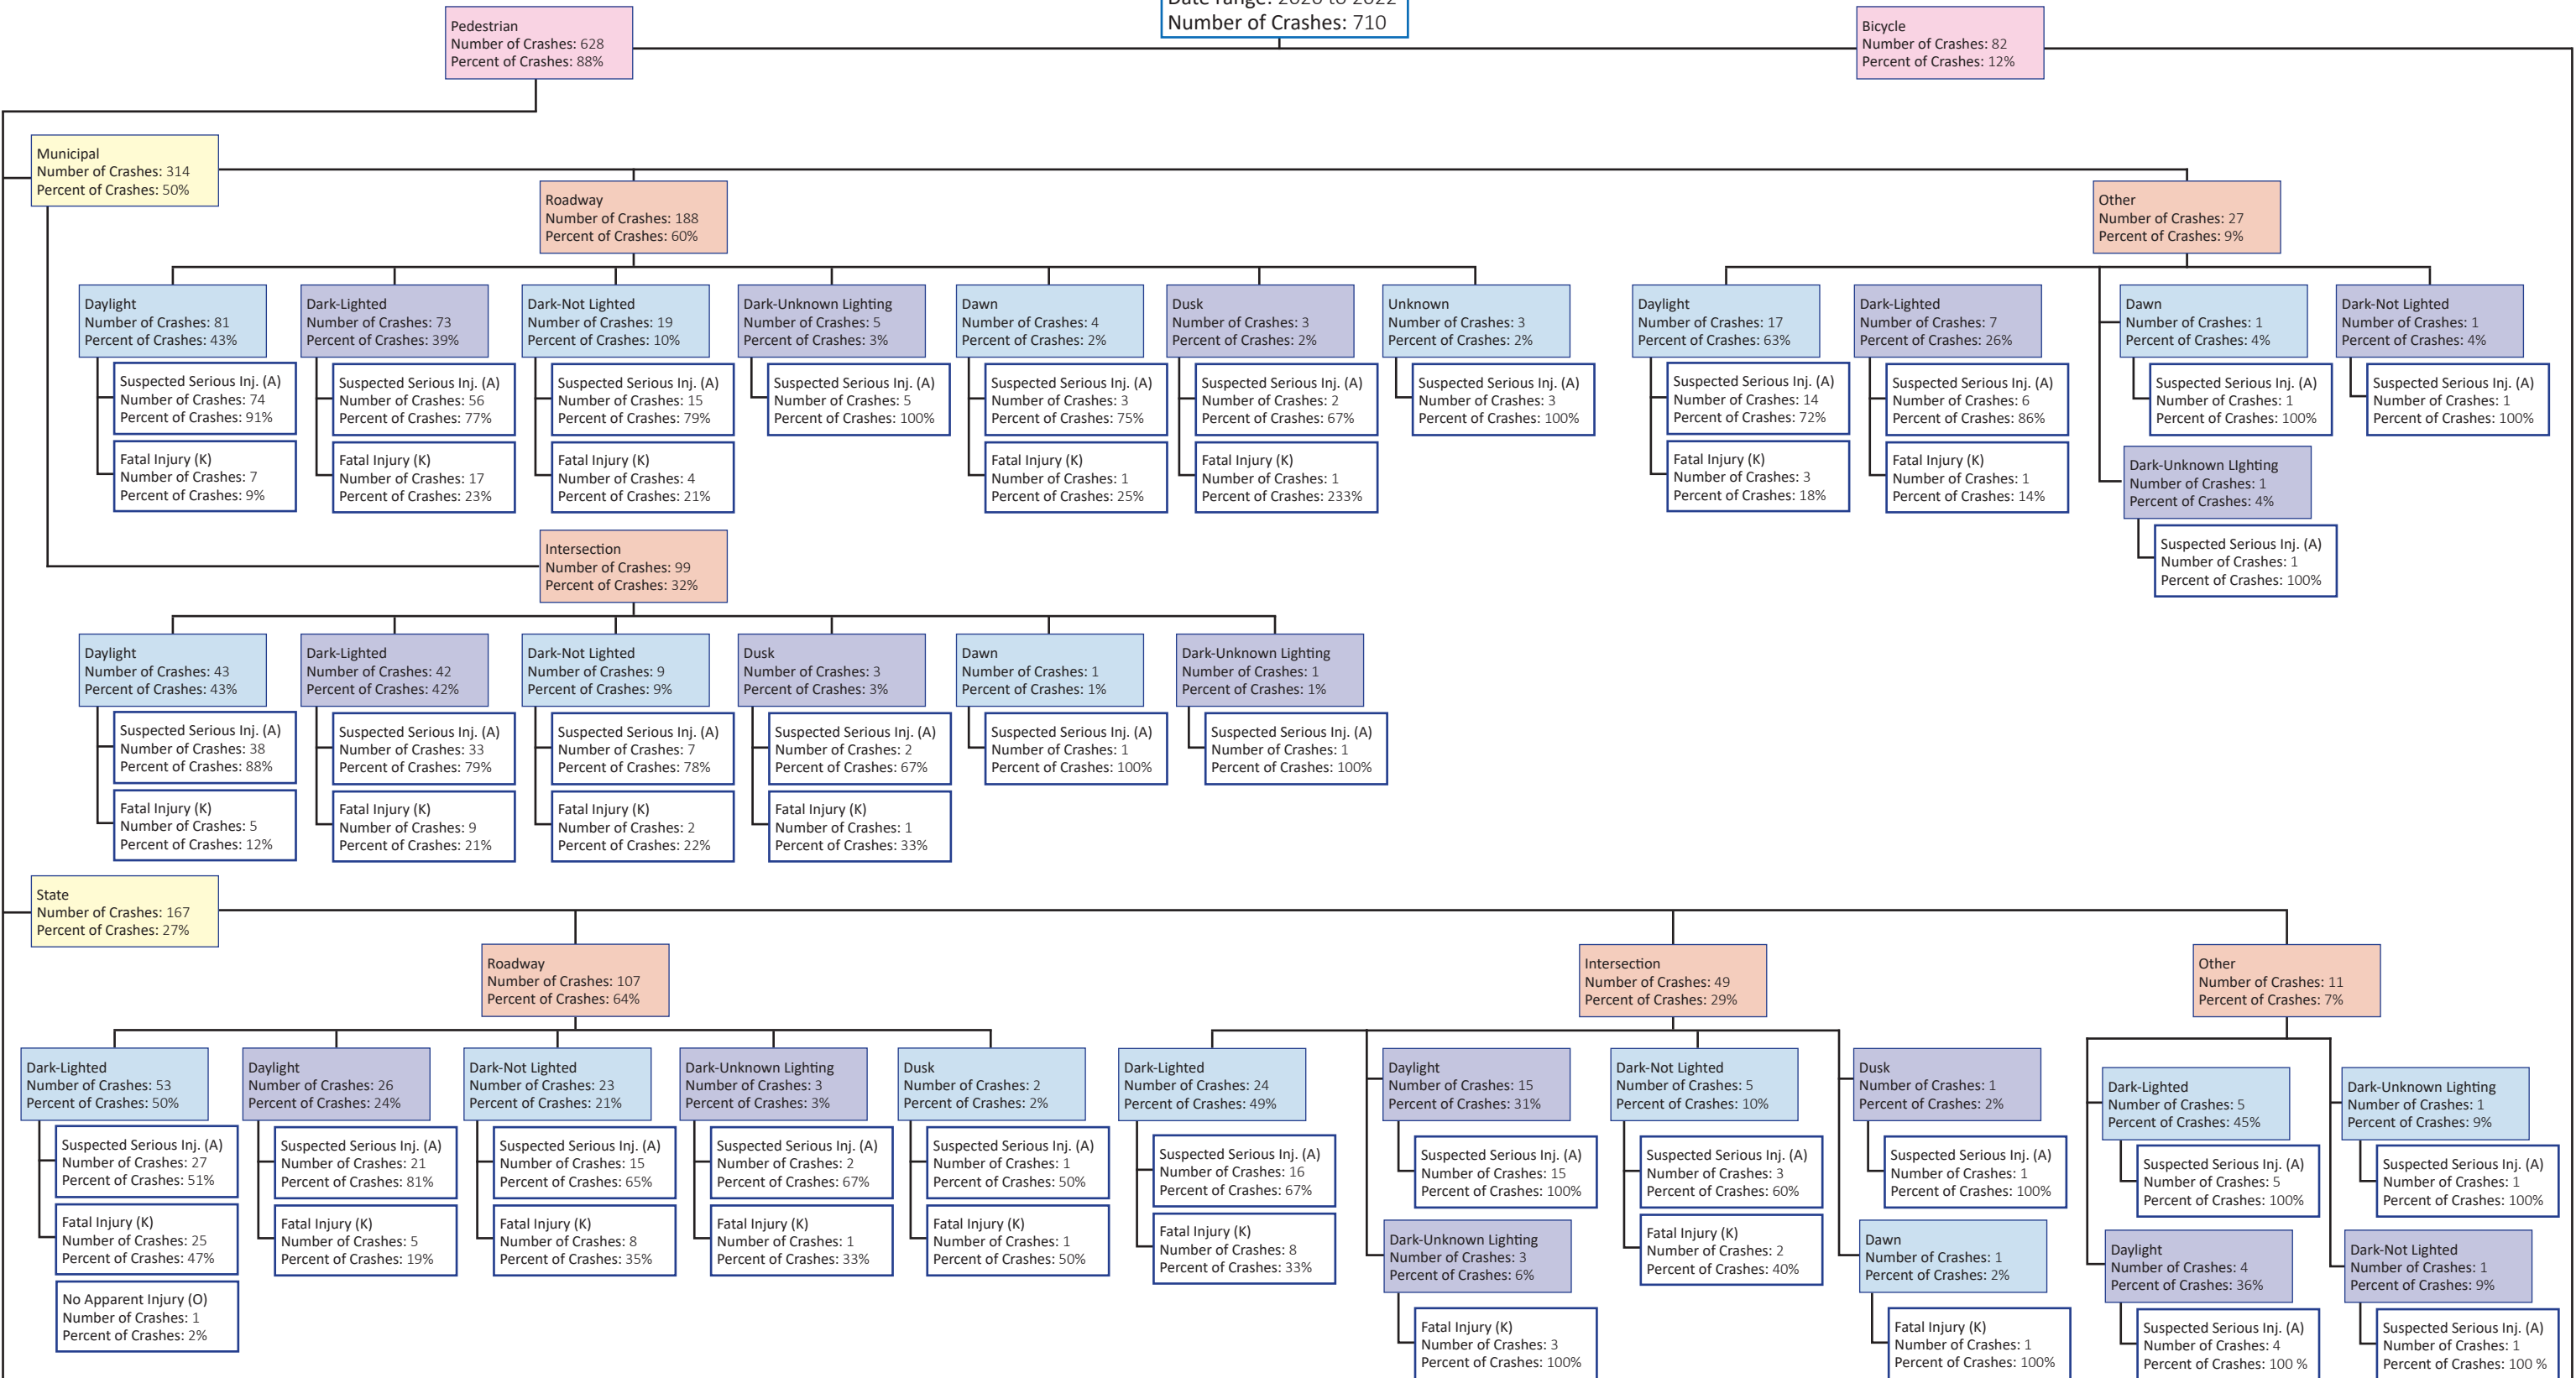 Date range: 2020 to 2022
Number of Crashes: 710
Pedestrian
Number of Crashes: 628
Percent of Crashes: 88%
Bicycle
Number of Crashes: 82
Percent of Crashes: 12%
Municipal
Number of Crashes: 314
Percent of Crashes: 50%
Roadway
Number of Crashes: 188
Percent of Crashes: 60%
Other
Number of Crashes: 27
Percent of Crashes: 9%
Daylight
Number of Crashes: 81
Percent of Crashes: 43%
Suspected Serious Inj. (A)
Number of Crashes: 74
Percent of Crashes: 91%
Fatal Injury (K)
Number of Crashes: 7
Percent of Crashes: 9%
Dark-Lighted
Number of Crashes: 73
Percent of Crashes: 39%
Suspected Serious Inj. (A)
Number of Crashes: 56
Percent of Crashes: 77%
Fatal Injury (K)
Number of Crashes: 17
Percent of Crashes: 23%
Dark-Not Lighted
Number of Crashes: 19
Percent of Crashes: 10%
Suspected Serious Inj. (A)
Number of Crashes: 15
Percent of Crashes: 79%
Fatal Injury (K)
Number of Crashes: 4
Percent of Crashes: 21%
Dark-Unknown Lighting
Number of Crashes: 5
Percent of Crashes: 3%
Suspected Serious Inj. (A)
Number of Crashes: 5
Percent of Crashes: 100%
Dawn
Number of Crashes: 4
Percent of Crashes: 2%
Suspected Serious Inj. (A)
Number of Crashes: 3
Percent of Crashes: 75%
Fatal Injury (K)
Number of Crashes: 1
Percent of Crashes: 25%
Dusk
Number of Crashes: 3
Percent of Crashes: 2%
Suspected Serious Inj. (A)
Number of Crashes: 2
Percent of Crashes: 67%
Fatal Injury (K)
Number of Crashes: 1
Percent of Crashes: 233%
Unknown
Number of Crashes: 3
Percent of Crashes: 2%
Suspected Serious Inj. (A)
Number of Crashes: 3
Percent of Crashes: 100%
Daylight
Number of Crashes: 17
Percent of Crashes: 63%
Suspected Serious Inj. (A)
Number of Crashes: 14
Percent of Crashes: 72%
Fatal Injury (K)
Number of Crashes: 3
Percent of Crashes: 18%
Dark-Lighted
Number of Crashes: 7
Percent of Crashes: 26%
Suspected Serious Inj. (A)
Number of Crashes: 6
Percent of Crashes: 86%
Fatal Injury (K)
Number of Crashes: 1
Percent of Crashes: 14%
Dawn
Number of Crashes: 1
Percent of Crashes: 4%
Suspected Serious Inj. (A)
Number of Crashes: 1
Percent of Crashes: 100%
Dark-Unknown LIghting
Number of Crashes: 1
Percent of Crashes: 4%
Suspected Serious Inj. (A)
Number of Crashes: 1
Percent of Crashes: 100%
Dark-Not Lighted
Number of Crashes: 1
Percent of Crashes: 4%
Suspected Serious Inj. (A)
Number of Crashes: 1
Percent of Crashes: 100%
Intersection
Number of Crashes: 99
Percent of Crashes: 32%
Daylight
Number of Crashes: 43
Percent of Crashes: 43%
Suspected Serious Inj. (A)
Number of Crashes: 38
Percent of Crashes: 88%
Fatal Injury (K)
Number of Crashes: 5
Percent of Crashes: 12%
Dark-Lighted
Number of Crashes: 42
Percent of Crashes: 42%
Suspected Serious Inj. (A)
Number of Crashes: 33
Percent of Crashes: 79%
Fatal Injury (K)
Number of Crashes: 9
Percent of Crashes: 21%
Dark-Not Lighted
Number of Crashes: 9
Percent of Crashes: 9%
Suspected Serious Inj. (A)
Number of Crashes: 7
Percent of Crashes: 78%
Fatal Injury (K)
Number of Crashes: 2
Percent of Crashes: 22%
Dusk
Number of Crashes: 3
Percent of Crashes: 3%
Suspected Serious Inj. (A)
Number of Crashes: 2
Percent of Crashes: 67%
Fatal Injury (K)
Number of Crashes: 1
Percent of Crashes: 33%
Dawn
Number of Crashes: 1
Percent of Crashes: 1%
Suspected Serious Inj. (A)
Number of Crashes: 1
Percent of Crashes: 100%
Dark-Unknown Lighting
Number of Crashes: 1
Percent of Crashes: 1%
Suspected Serious Inj. (A)
Number of Crashes: 1
Percent of Crashes: 100%
State
Number of Crashes: 167
Percent of Crashes: 27%
Roadway
Number of Crashes: 107
Percent of Crashes: 64%
Intersection
Number of Crashes: 49
Percent of Crashes: 29%
Other
Number of Crashes: 11
Percent of Crashes: 7%
Dark-Lighted
Number of Crashes: 53
Percent of Crashes: 50%
Suspected Serious Inj. (A)
Number of Crashes: 27
Percent of Crashes: 51%
Fatal Injury (K)
Number of Crashes: 25
Percent of Crashes: 47%
No Apparent Injury (O)
Number of Crashes: 1
Percent of Crashes: 2%
Daylight
Number of Crashes: 26
Percent of Crashes: 24%
Suspected Serious Inj. (A)
Number of Crashes: 21
Percent of Crashes: 81%
Fatal Injury (K)
Number of Crashes: 5
Percent of Crashes: 19%
Dark-Not Lighted
Number of Crashes: 23
Percent of Crashes: 21%
Suspected Serious Inj. (A)
Number of Crashes: 15
Percent of Crashes: 65%
Fatal Injury (K)
Number of Crashes: 8
Percent of Crashes: 35%
Dark-Unknown Lighting
Number of Crashes: 3
Percent of Crashes: 3%
Suspected Serious Inj. (A)
Number of Crashes: 2
Percent of Crashes: 67%
Fatal Injury (K)
Number of Crashes: 1
Percent of Crashes: 33%
Dusk
Number of Crashes: 2
Percent of Crashes: 2%
Suspected Serious Inj. (A)
Number of Crashes: 1
Percent of Crashes: 50%
Fatal Injury (K)
Number of Crashes: 1
Percent of Crashes: 50%
Dark-Lighted
Number of Crashes: 24
Percent of Crashes: 49%
Suspected Serious Inj. (A)
Number of Crashes: 16
Percent of Crashes: 67%
Fatal Injury (K)
Number of Crashes: 8
Percent of Crashes: 33%
Daylight
Number of Crashes: 15
Percent of Crashes: 31%
Suspected Serious Inj. (A)
Number of Crashes: 15
Percent of Crashes: 100%
Dark-Unknown Lighting
Number of Crashes: 3
Percent of Crashes: 6%
Fatal Injury (K)
Number of Crashes: 3
Percent of Crashes: 100%
Dark-Not Lighted
Number of Crashes: 5
Percent of Crashes: 10%
Suspected Serious Inj. (A)
Number of Crashes: 3
Percent of Crashes: 60%
Fatal Injury (K)
Number of Crashes: 2
Percent of Crashes: 40%
Dusk
Number of Crashes: 1
Percent of Crashes: 2%
Suspected Serious Inj. (A)
Number of Crashes: 1
Percent of Crashes: 100%
Dawn
Number of Crashes: 1
Percent of Crashes: 2%
Fatal Injury (K)
Number of Crashes: 1
Percent of Crashes: 100%
Dark-Lighted
Number of Crashes: 5
Percent of Crashes: 45%
Suspected Serious Inj. (A)
Number of Crashes: 5
Percent of Crashes: 100%
Daylight
Number of Crashes: 4
Percent of Crashes: 36%
Suspected Serious Inj. (A)
Number of Crashes: 4
Percent of Crashes: 100 %
Dark-Unknown Lighting
Number of Crashes: 1
Percent of Crashes: 9%
Suspected Serious Inj. (A)
Number of Crashes: 1
Percent of Crashes: 100%
Dark-Not Lighted
Number of Crashes: 1
Percent of Crashes: 9%
Suspected Serious Inj. (A)
Number of Crashes: 1
Percent of Crashes: 100 %